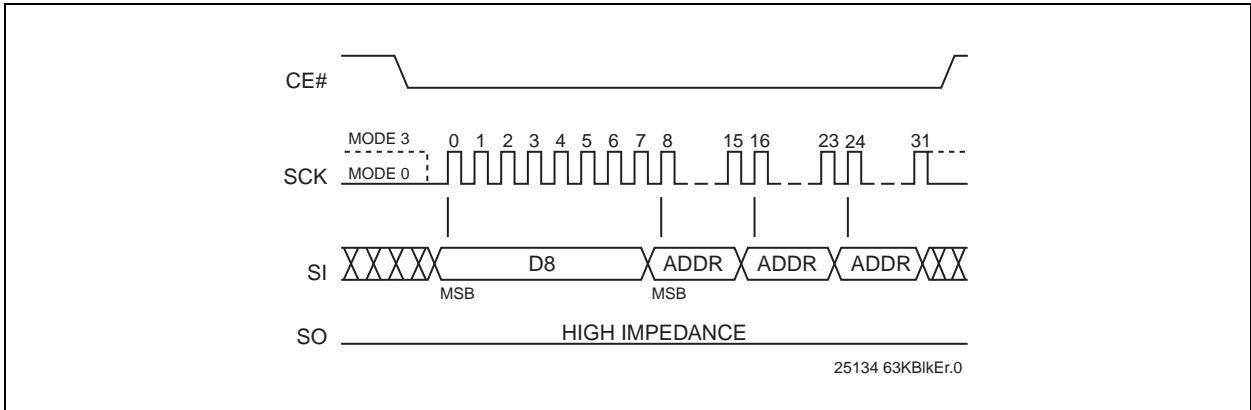 CE#
MODE 3
0 1 2 3 4 5 6 7 8 15 16 23 24 31
SCK
MODE 0
SI
D8
ADDR
ADDR
ADDR
MSB
MSB
SO
HIGH IMPEDANCE
25134 63KBlkEr.0